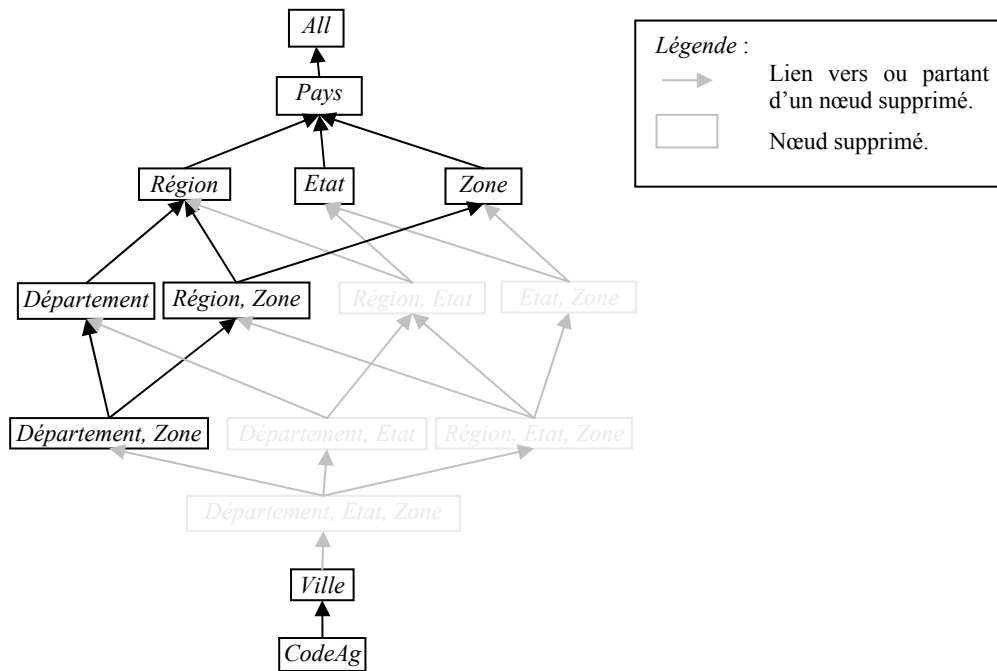 All
Légende :
Lien vers ou partant
d'un nœud supprimé.
Nœud supprimé.
Pays
Région
Etat
Zone
Département
Région, Zone
Région, Etat
Etat, Zone
Département, Zone
Département, Etat
Région, Etat, Zone
Département, Etat, Zone
Ville
CodeAg